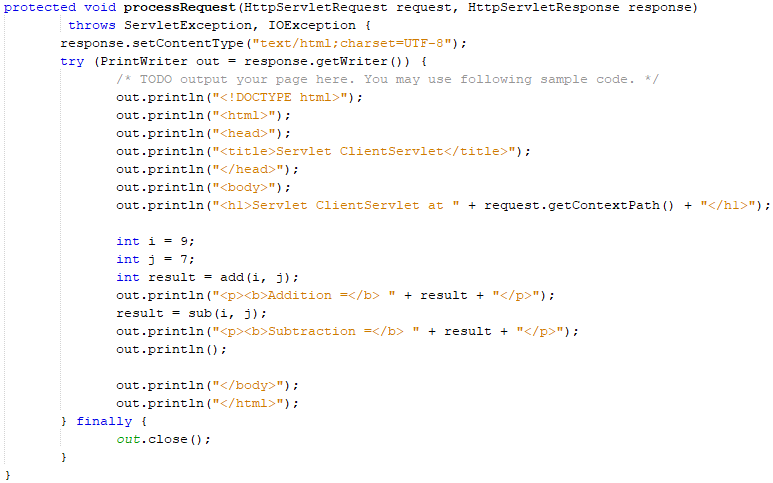 protected void processRequest(HttpServletRequest request, HttpServletResponse response)
throws ServletException, IOException {
response.setContentType("text/html;charset=UTF-8");
try (PrintWriter out = response.getWriter()) {
/* TODO output your page here. You may use following sample code. */
out.println("<!DOCTYPE html>");
out.println("<html>");
out.println("<head>");
out.println("<title>Servlet ClientServlet</title>");
out.println("</head>");
out.println("<body>");
out.println("<h1>Servlet ClientServlet at " + request.getContextPath() + "</h1>");
int i = 9;
int j = 7;
int result = add(i, j);
out.println("<p><b>Addition =</b> " + result + "</p>");
result = sub(i, j);
out.println("<p><b>Subtraction =</b> " + result + "</p>");
out.println();
out.println("</body>");
out.println("</html>");
} finally {
out.close();
}
}